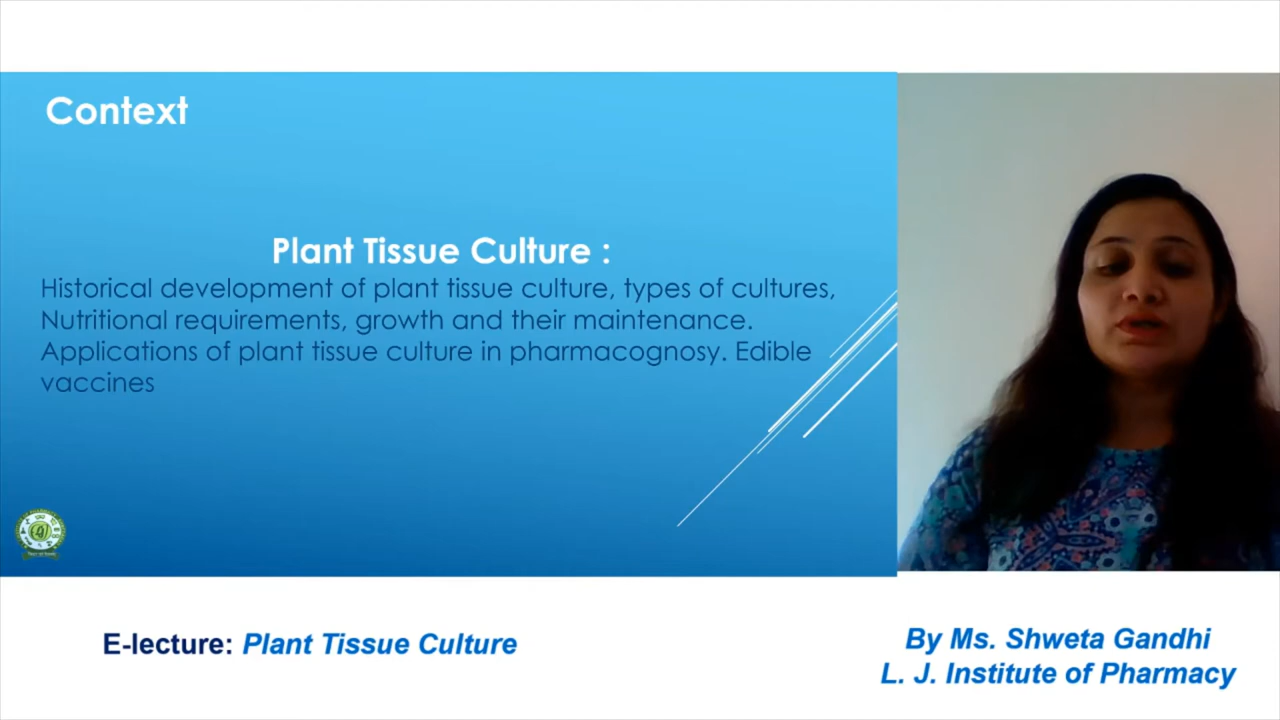 Context
Plant Tissue Culture :
Historical development of plant tissue culture, types of cultures,
Nutritional requirements, growth and their maintenance.
Applications of plant tissue culture in pharmacognosy. Edible
vaccines
E-lecture: Plant Tissue Culture
By Ms. Shweta Gandhi
L. J. Institute of Pharmacy